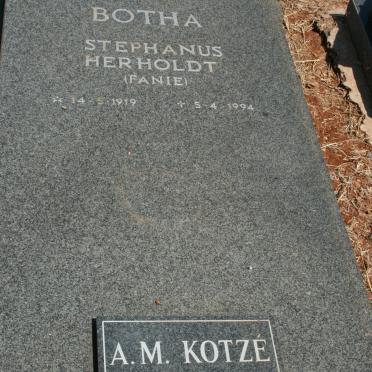 BOTHA
STEPHANUS
HERHOLDT
(FANIE)
☆ 14-5-1919 ✝ 5-4-1994
A.M. KOTZÉ